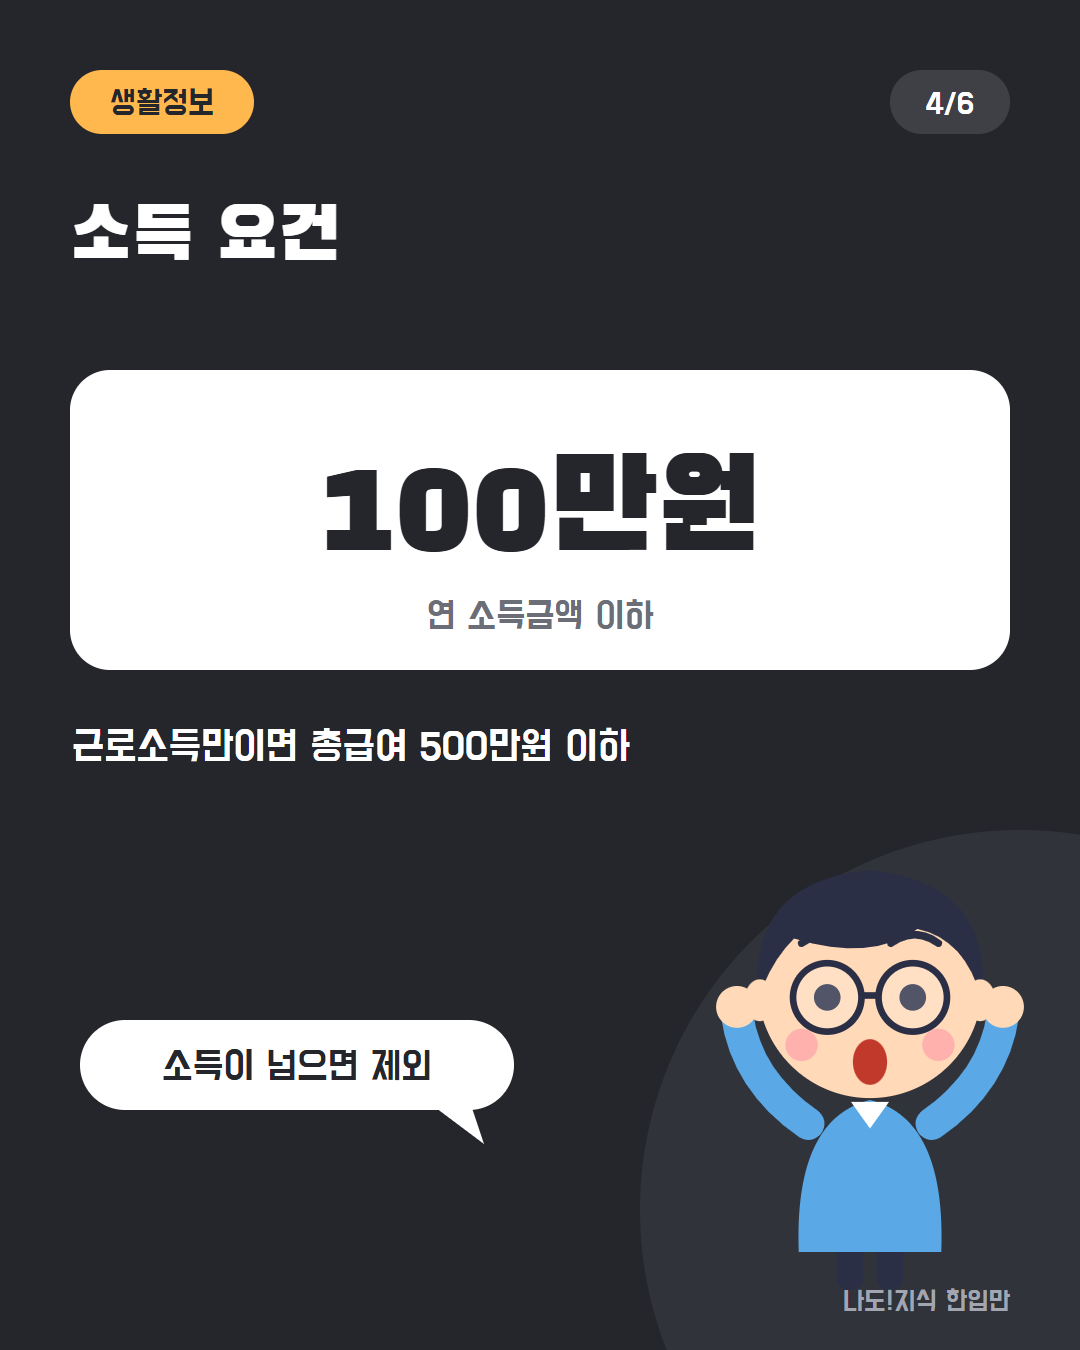 생활정보
4/6
소득 요건
100만원
연 소득금액 이하
근로소득만이면 총급여 500만원 이하
소득이 넘으면 제외
나도!지식 한입만